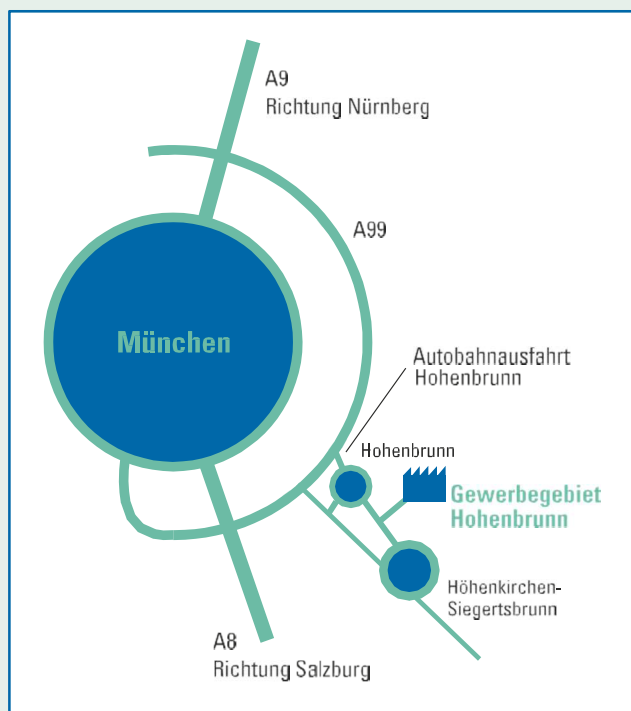 A9
Richtung Nürnberg
A99
München
Autobahnausfahrt
Hohenbrunn
Hohenbrunn
Gewerbegebiet
Hohenbrunn
Höhenkirchen-
Siegertsbrunn
A8
Richtung Salzburg